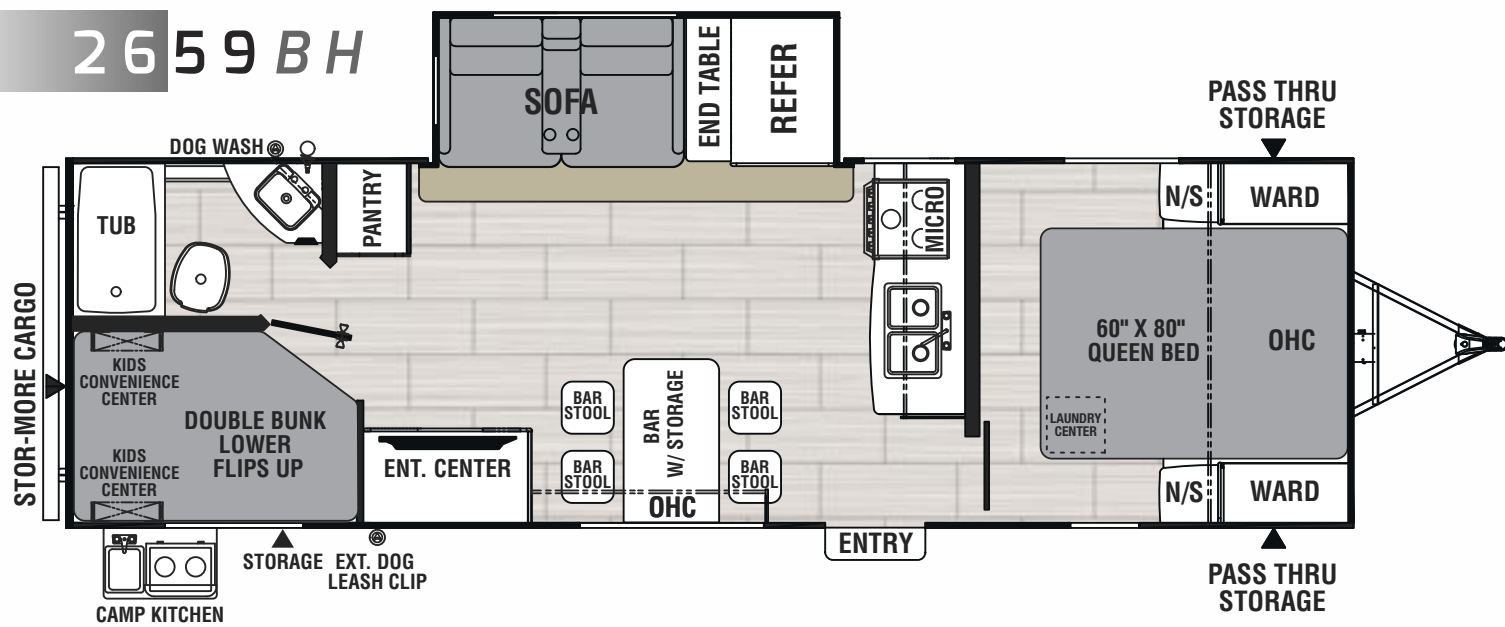 2659BH
SOFA
END TABLE
REFER
PASS THRU
STORAGE
DOG WASH
TUB
PANTRY
MICRO
N/S
WARD
STOR-MORE CARGO
KIDS
CONVENIENCE
CENTER
DOUBLE BUNK
LOWER
FLIPS UP
KIDS
CONVENIENCE
CENTER
ENT. CENTER
BAR
STOOL
BAR
STOOL
BAR
W/ STORAGE
BAR
STOOL
BAR
STOOL
OHC
60" X 80"
QUEEN BED
OHC
LAUNDRY
CENTER
N/S
WARD
ENTRY
STORAGE
EXT. DOG
LEASH CLIP
CAMP KITCHEN
PASS THRU
STORAGE